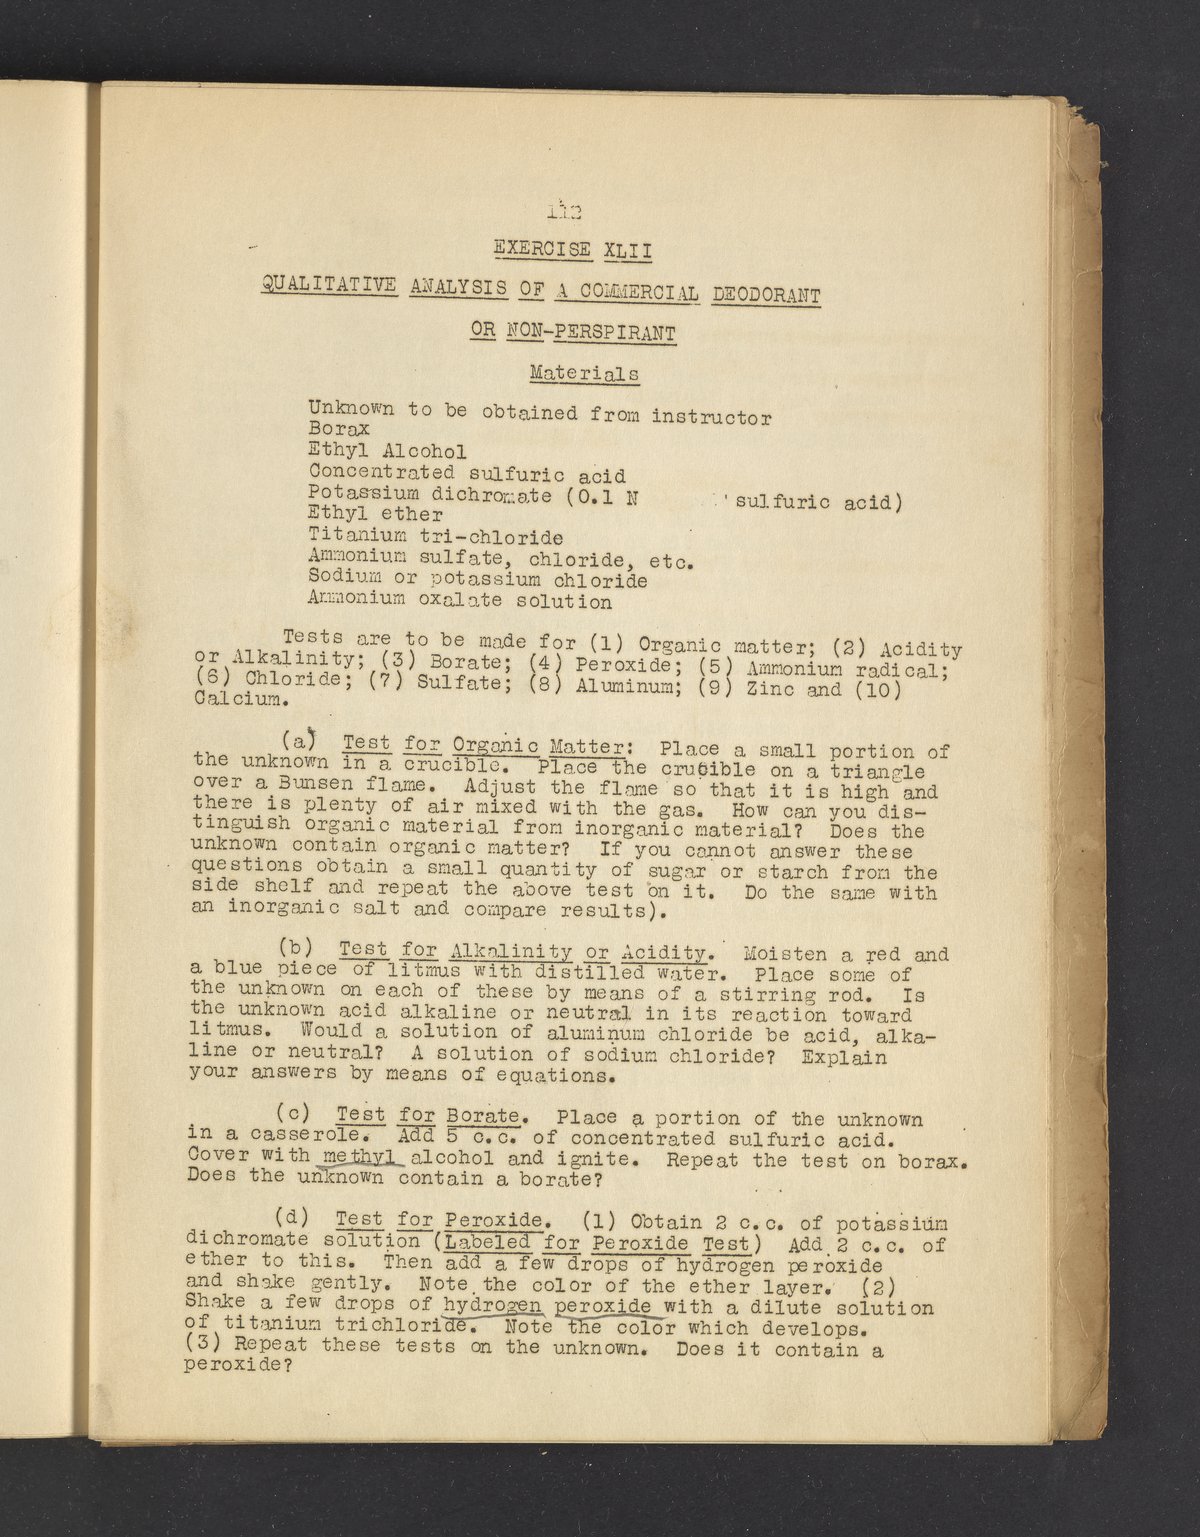 112
EXERCISE XLII
QUALITATIVE ANALYSIS OF A COMMERCIAL DEODORANT
OR NON-PERSPIRANT
Materials
Unknown to be obtained from instructor
Borax
Ethyl Alcohol
Concentrated sulfuric acid
Potassium dichromate (0.1 N sulfuric acid)
Ethyl ether
Titanium tri-chloride
Ammonium sulfate, chloride, etc.
Sodium or potassium chloride
Ammonium oxalate solution
Tests are to be made for (1) Organic matter; (2) Acidity
or Alkalinity; (3) Borate; (4) Peroxide; (5) Ammonium radical;
(6) Chloride; (7) Sulfate; (8) Aluminum; (9) Zinc and (10)
Calcium.
(a) Test for Organic Matter: Place a small portion of
the unknown in a crucible. Place the crucible on a triangle
over a Bunsen flame. Adjust the flame so that it is high and
there is plenty of air mixed with the gas. How can you dis-
tinguish organic material from inorganic material? Does the
unknown contain organic matter? If you cannot answer these
questions obtain a small quantity of sugar or starch from the
side shelf and repeat the above test on it. Do the same with
an inorganic salt and compare results).
(b) Test for Alkalinity or Acidity. Moisten a red and
a blue piece of litmus with distilled water. Place some of
the unknown on each of these by means of a stirring rod. Is
the unknown acid alkaline or neutral in its reaction toward
litmus. Would a solution of aluminum chloride be acid, alka-
line or neutral? A solution of sodium chloride? Explain
your answers by means of equations.
(c) Test for Borate. Place a portion of the unknown
in a casserole. Add 5 c.c. of concentrated sulfuric acid.
Cover with methyl alcohol and ignite. Repeat the test on borax.
Does the unknown contain a borate?
(d) Test for Peroxide. (1) Obtain 2 c.c. of potassium
dichromate solution (Labeled for Peroxide Test) Add 2 c.c. of
ether to this. Then add a few drops of hydrogen peroxide
and shake gently. Note the color of the ether layer. (2)
Shake a few drops of hydrogen peroxide with a dilute solution
of titanium trichloride. Note the color which develops.
(3) Repeat these tests on the unknown. Does it contain a
peroxide?